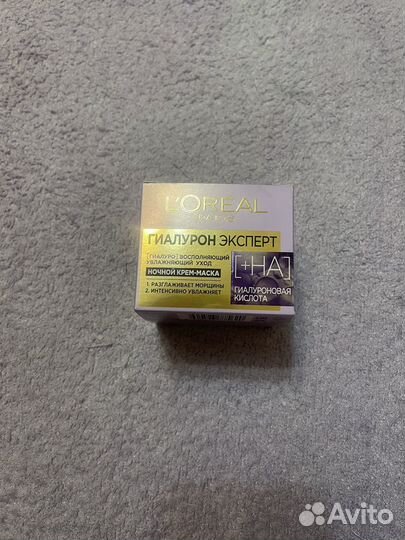 L'ORÉAL
PARIS
ГИАЛУРОН ЭКСПЕРТ
[ГИАЛУРО] ВОСПОЛНЯЮЩИЙ
УВЛАЖНЯЮЩИЙ УХОД
НОЧНОЙ КРЕМ-МАСКА
1. РАЗГЛАЖИВАЕТ МОРЩИНЫ
2. ИНТЕНСИВНО УВЛАЖНЯЕТ
[+HA]
ГИАЛУРОНОВАЯ
КИСЛОТА
Avito